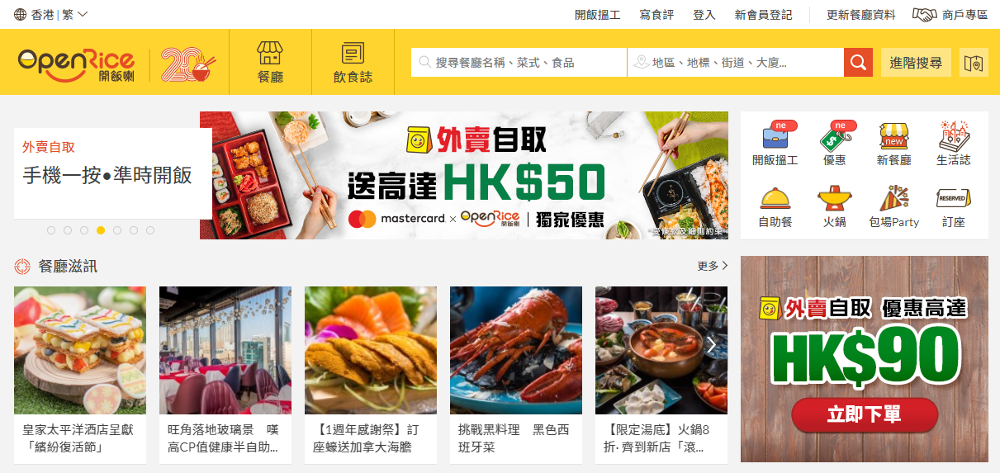 香港 | 繁
開飯搵工
寫食評
登入
新會員登記
更新餐廳資料
商戶專區
OpenRice
開飯喇
20
餐廳
飲食誌
搜尋餐廳名稱、菜式、食品
地區、地標、街道、大廈...
進階搜尋
外賣自取
手機一按●準時開飯
外賣自取
送高達HK$50
mastercard. × OpenRice 開飯喇 | 獨家優惠
*受條款及細則約束
ne
開飯搵工
ne
優惠
new
新餐廳
生活誌
自助餐
火鍋
包場Party
RESERVED
訂座
餐廳滋訊
更多
皇家太平洋酒店呈獻
「繽紛復活節」
旺角落地玻璃景 嘆
高CP值健康半自助...
【1週年感謝祭】訂
座蠔送加拿大海膽
挑戰黑料理 黑色西
班牙菜
【限定湯底】火鍋8
折· 齊到新店「滾...
外賣自取 優惠高達
HK$90
立即下單